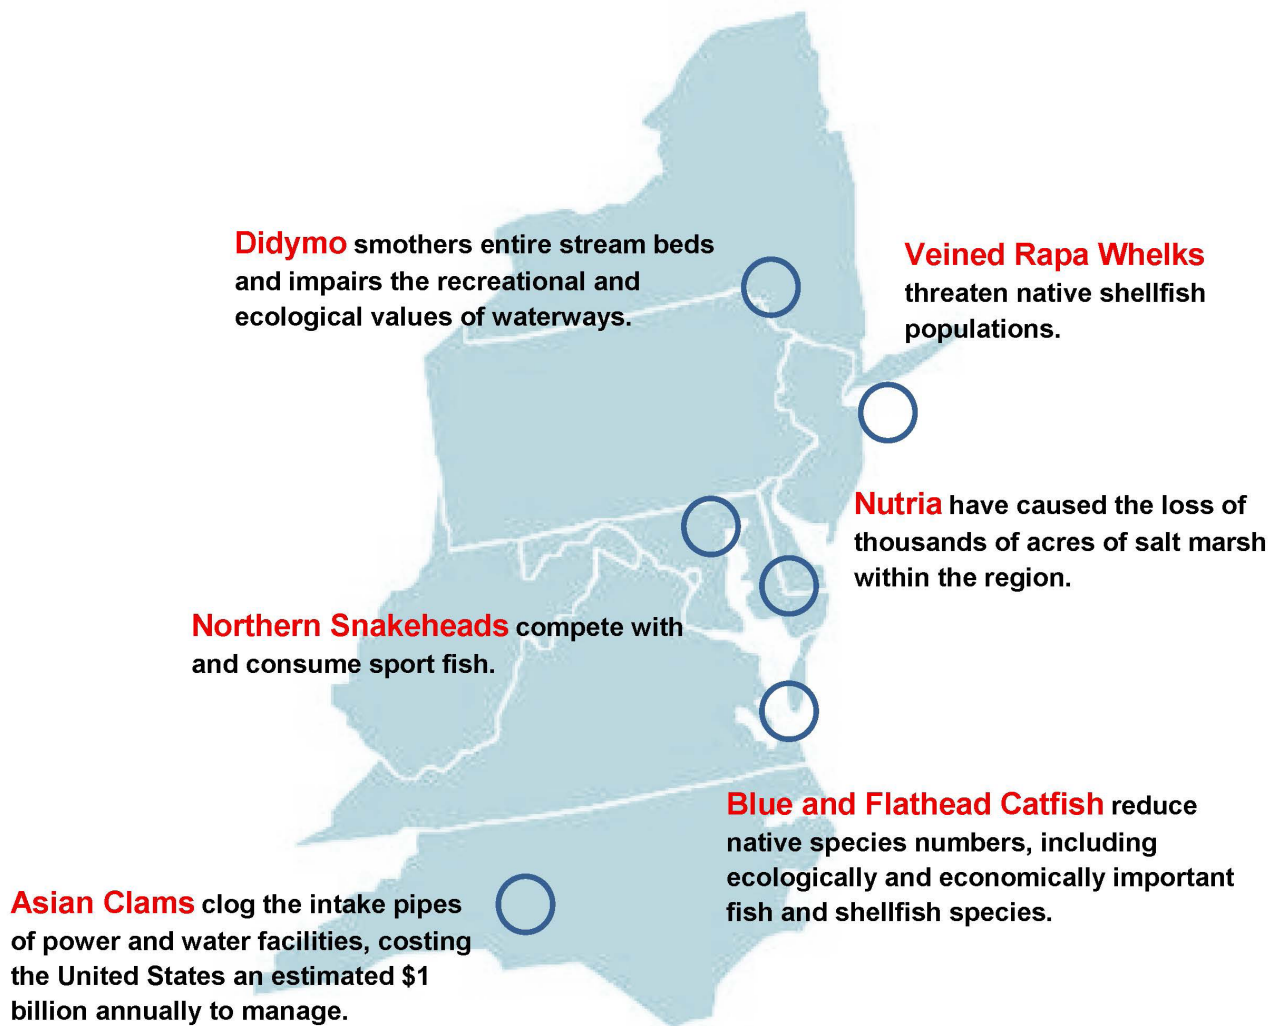 Didymo smothers entire stream beds
and impairs the recreational and
ecological values of waterways.
Veined Rapa Whelks
threaten native shellfish
populations.
Nutria have caused the loss of
thousands of acres of salt marsh
within the region.
Northern Snakeheads compete with
and consume sport fish.
Blue and Flathead Catfish reduce
native species numbers, including
ecologically and economically important
fish and shellfish species.
Asian Clams clog the intake pipes
of power and water facilities, costing
the United States an estimated $1
billion annually to manage.